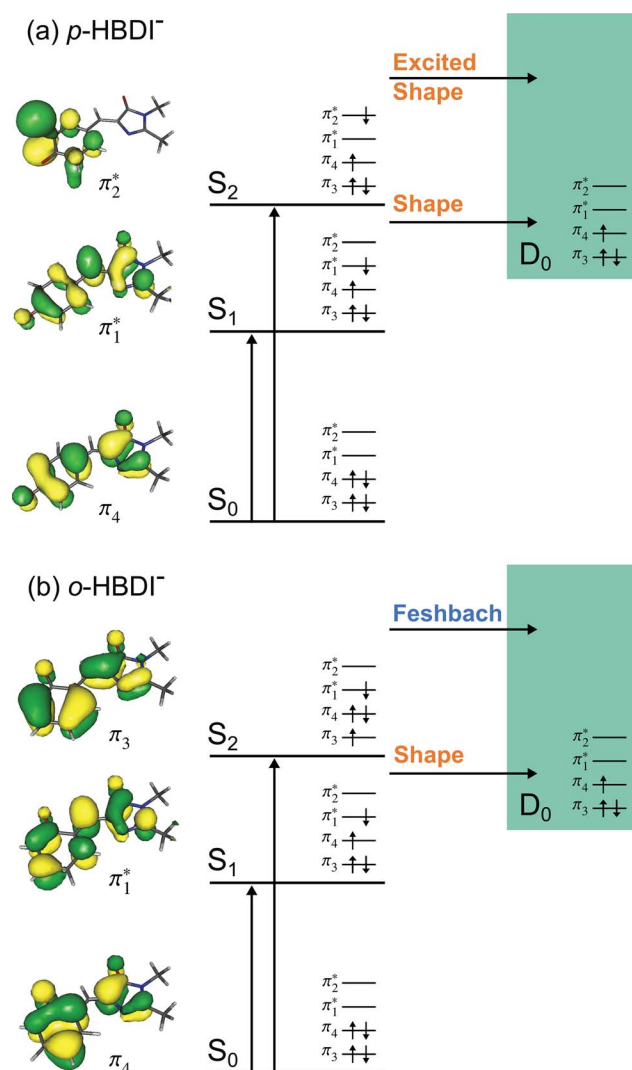 (a) p-HBDI⁻
Excited
Shape
π₂*
π₁*
π₄
π₃
S₂
π₂*
Shape
π₂*
π₁*
π₄
π₃
D₀
π₂*
π₁*
π₄
π₃
S₁
π₁*
π₂*
π₁*
π₄
π₃
S₀
π₄
(b) o-HBDI⁻
Feshbach
π₂*
π₁*
π₄
π₃
S₂
π₃
Shape
π₂*
π₁*
π₄
π₃
D₀
π₂*
π₁*
π₄
π₃
S₁
π₁*
π₂*
π₁*
π₄
π₃
S₀
π₄